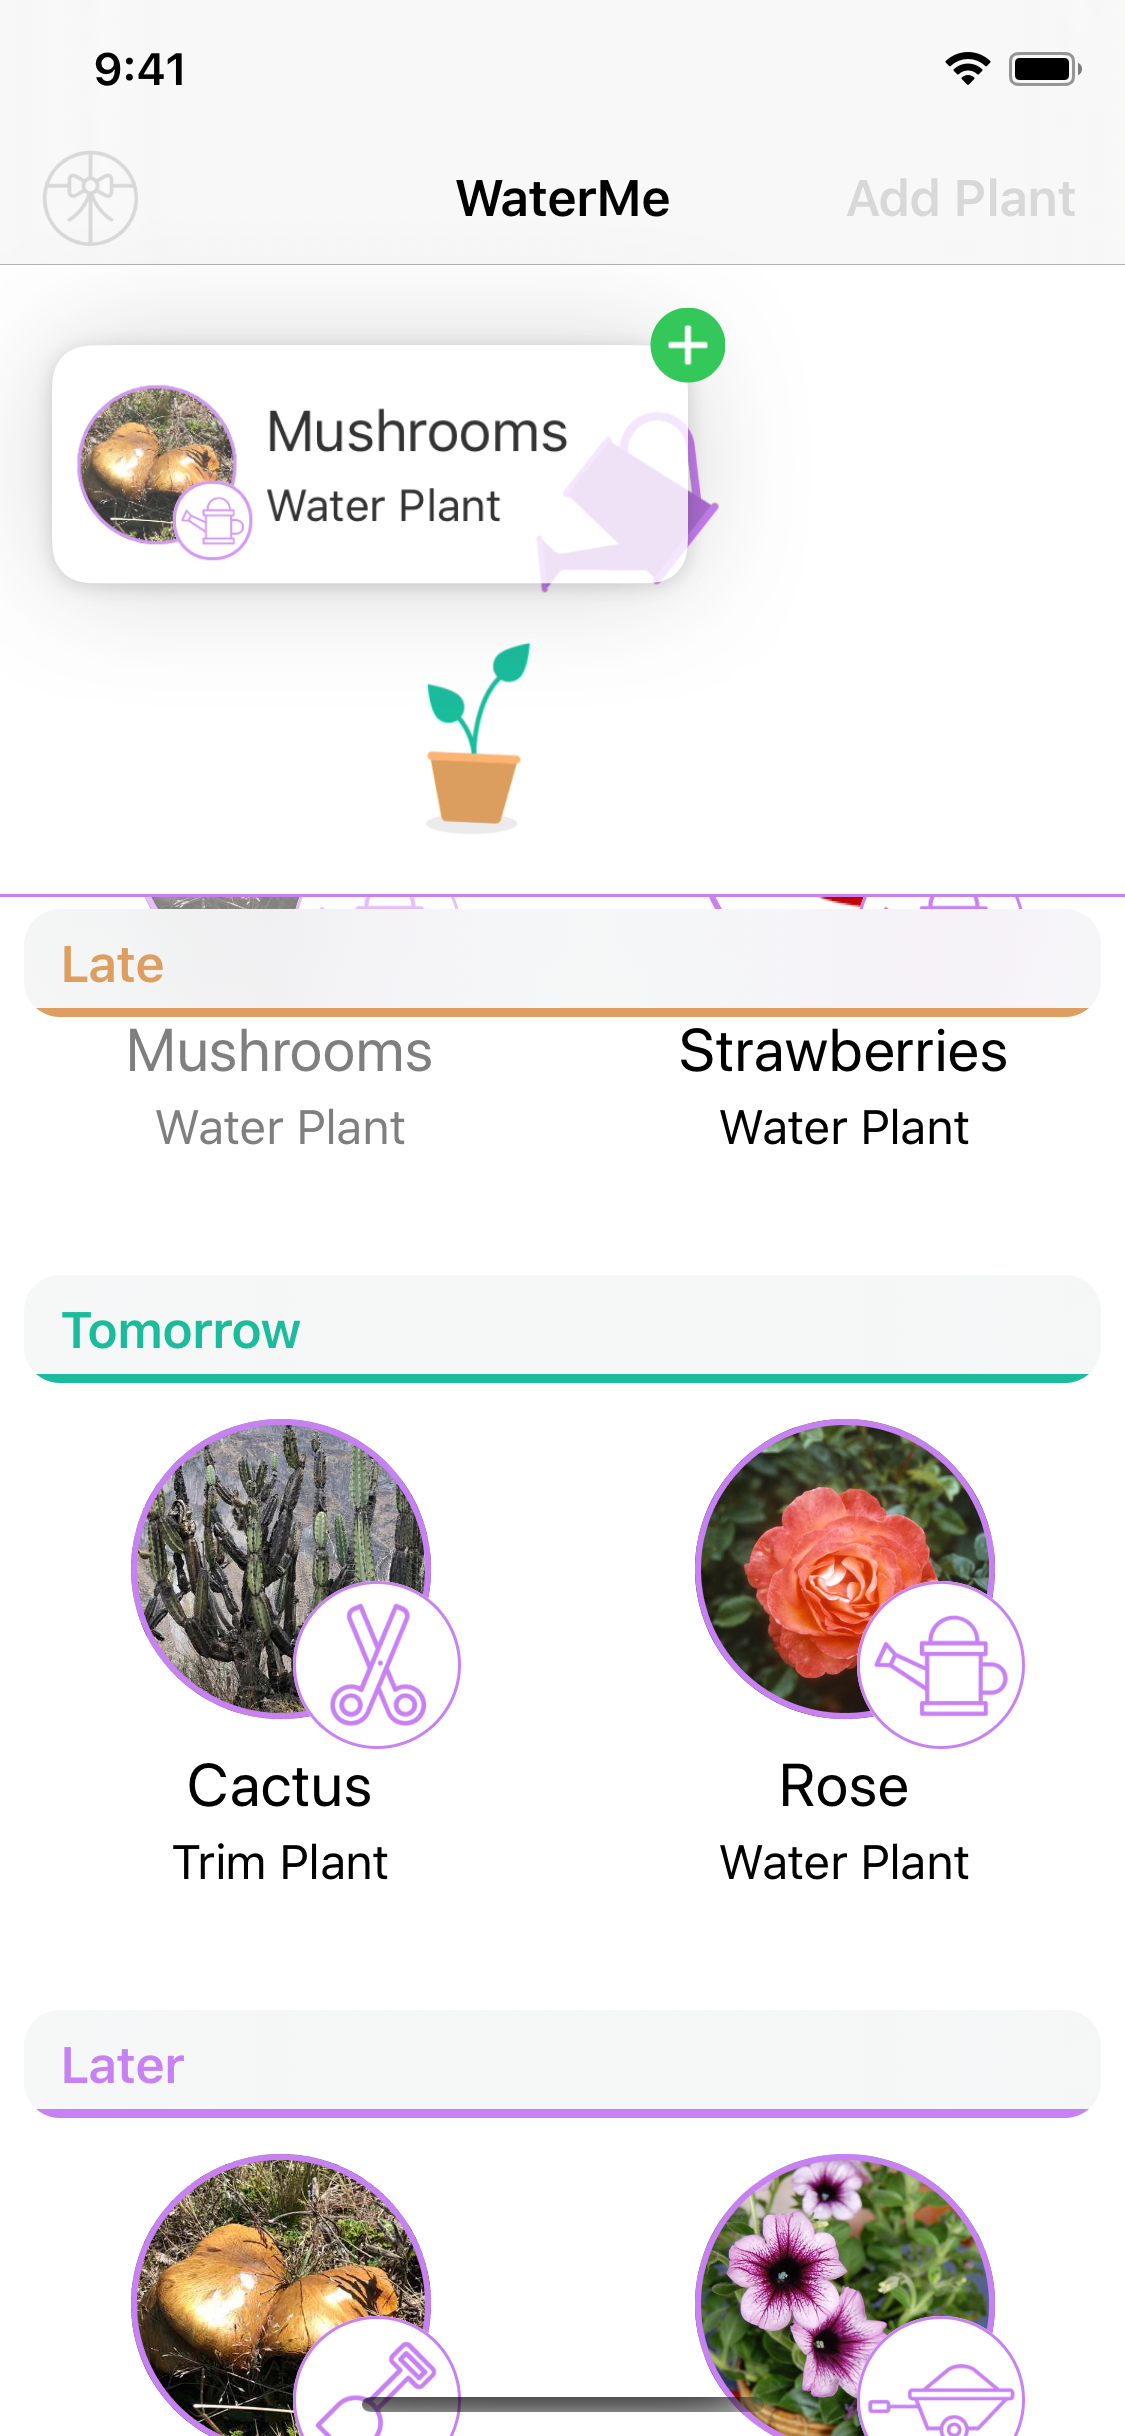 9:41
WaterMe
Add Plant
Mushrooms
Water Plant
Late
Mushrooms
Water Plant
Strawberries
Water Plant
Tomorrow
Cactus
Trim Plant
Rose
Water Plant
Later